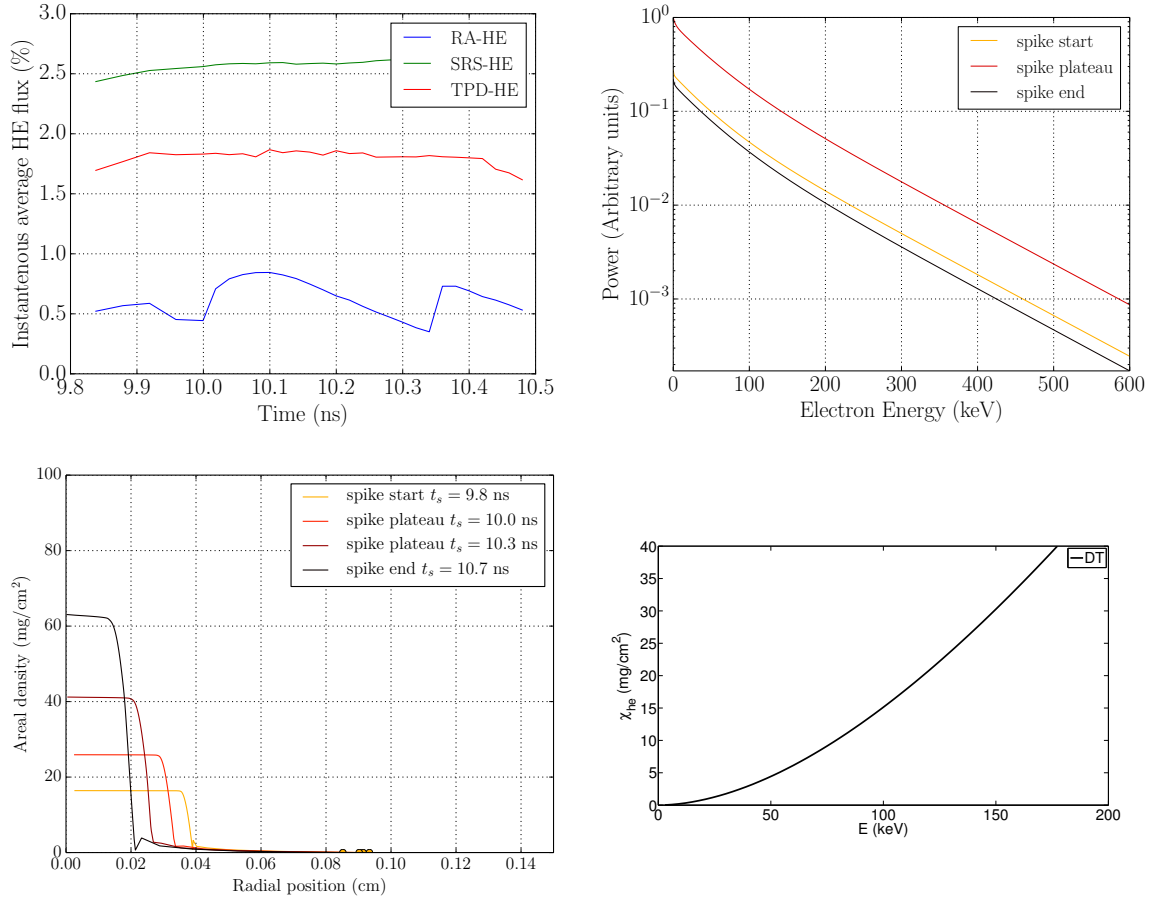 Instantenous average HE flux (%)
3.0
2.5
2.0
1.5
1.0
0.5
0.0
9.8 9.9 10.0 10.1 10.2 10.3 10.4 10.5
Time (ns)
RA-HE
SRS-HE
TPD-HE
Power (Arbitrary units)
10^0
10^-1
10^-2
10^-3
0 100 200 300 400 500 600
Electron Energy (keV)
spike start
spike plateau
spike end
Areal density (mg/cm²)
100
80
60
40
20
0
0.00 0.02 0.04 0.06 0.08 0.10 0.12 0.14
Radial position (cm)
spike start t_s = 9.8 ns
spike plateau t_s = 10.0 ns
spike plateau t_s = 10.3 ns
spike end t_s = 10.7 ns
χ_he (mg/cm²)
40
35
30
25
20
15
10
5
0
0 50 100 150 200
E (keV)
DT